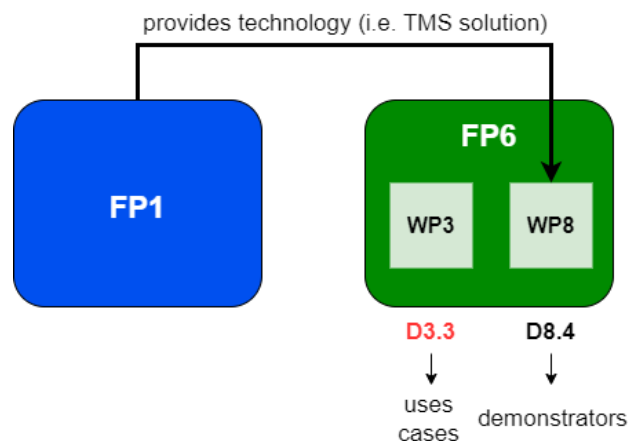 provides technology (i.e. TMS solution)
FP1
FP6
WP3
WP8
D3.3
D8.4
uses
cases
demonstrators